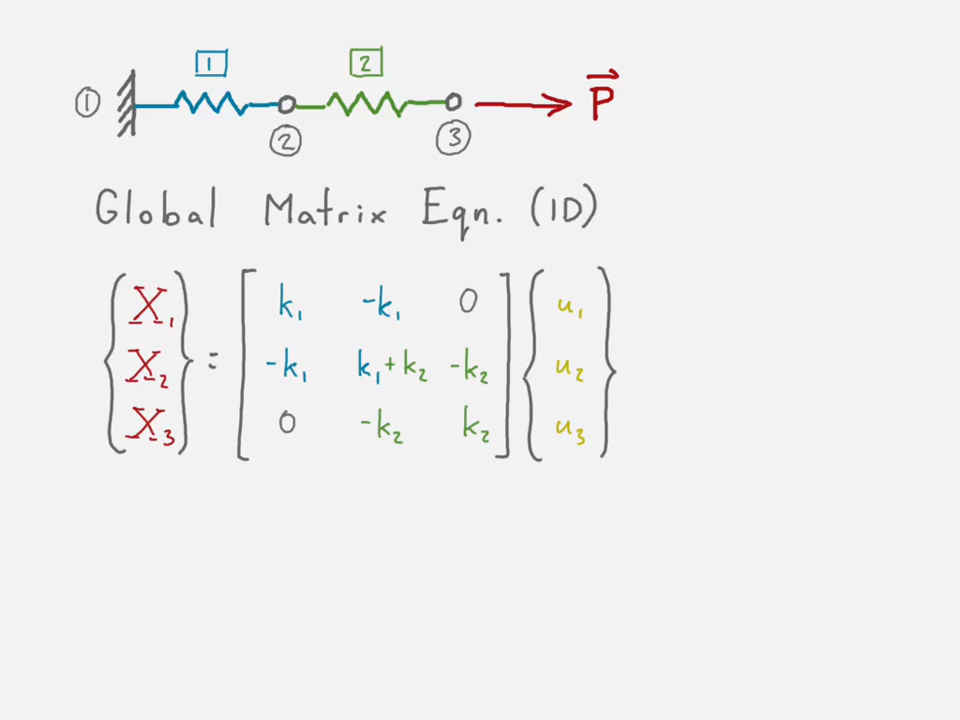 1 2
① P
② ③
Global Matrix Eqn. (1D)
{X₁} [k₁ -k₁ 0] {u₁}
{X₂} = [-k₁ k₁+k₂ -k₂] {u₂}
{X₃} [0 -k₂ k₂] {u₃}